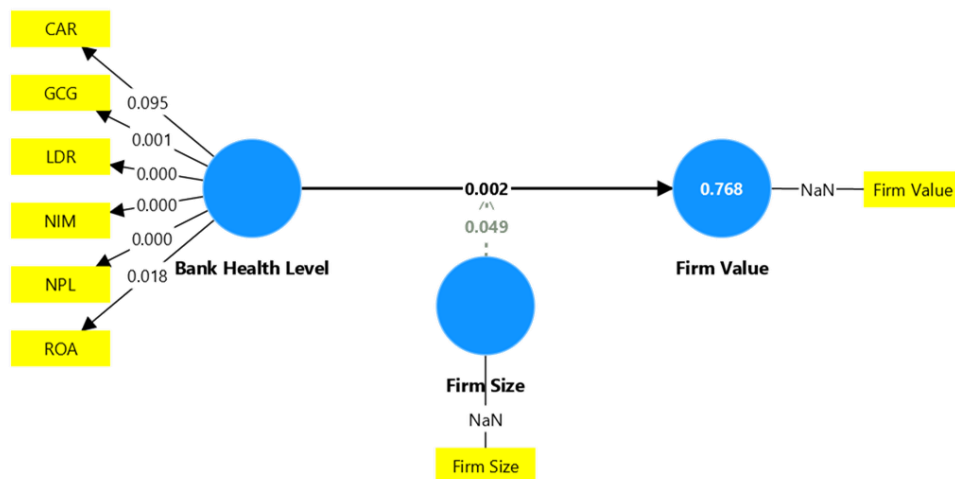 CAR
0.095
GCG
0.001
LDR
0.000
NIM
0.000
0.000
NPL
0.018
ROA
Bank Health Level
0.002
0.049
0.768
NaN
Firm Value
Firm Value
Firm Size
NaN
Firm Size